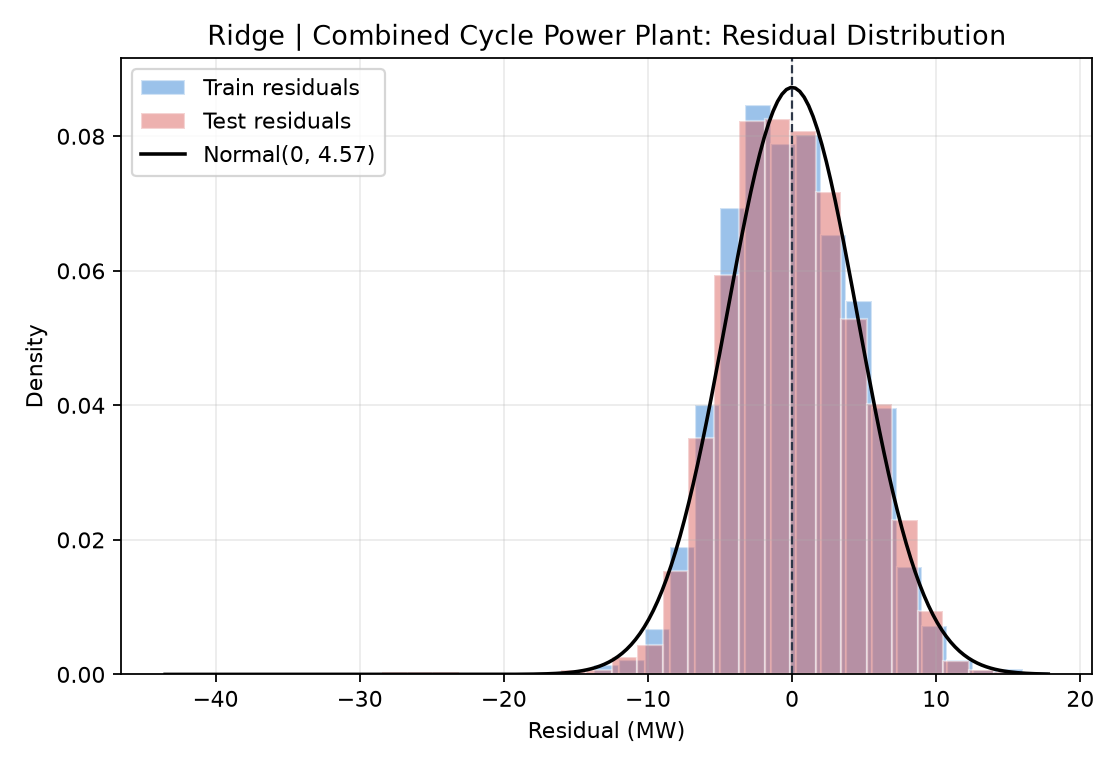 Ridge | Combined Cycle Power Plant: Residual Distribution
Train residuals
Test residuals
Normal(0, 4.57)
Density
0.08
0.06
0.04
0.02
0.00
−40
−30
−20
−10
0
10
20
Residual (MW)